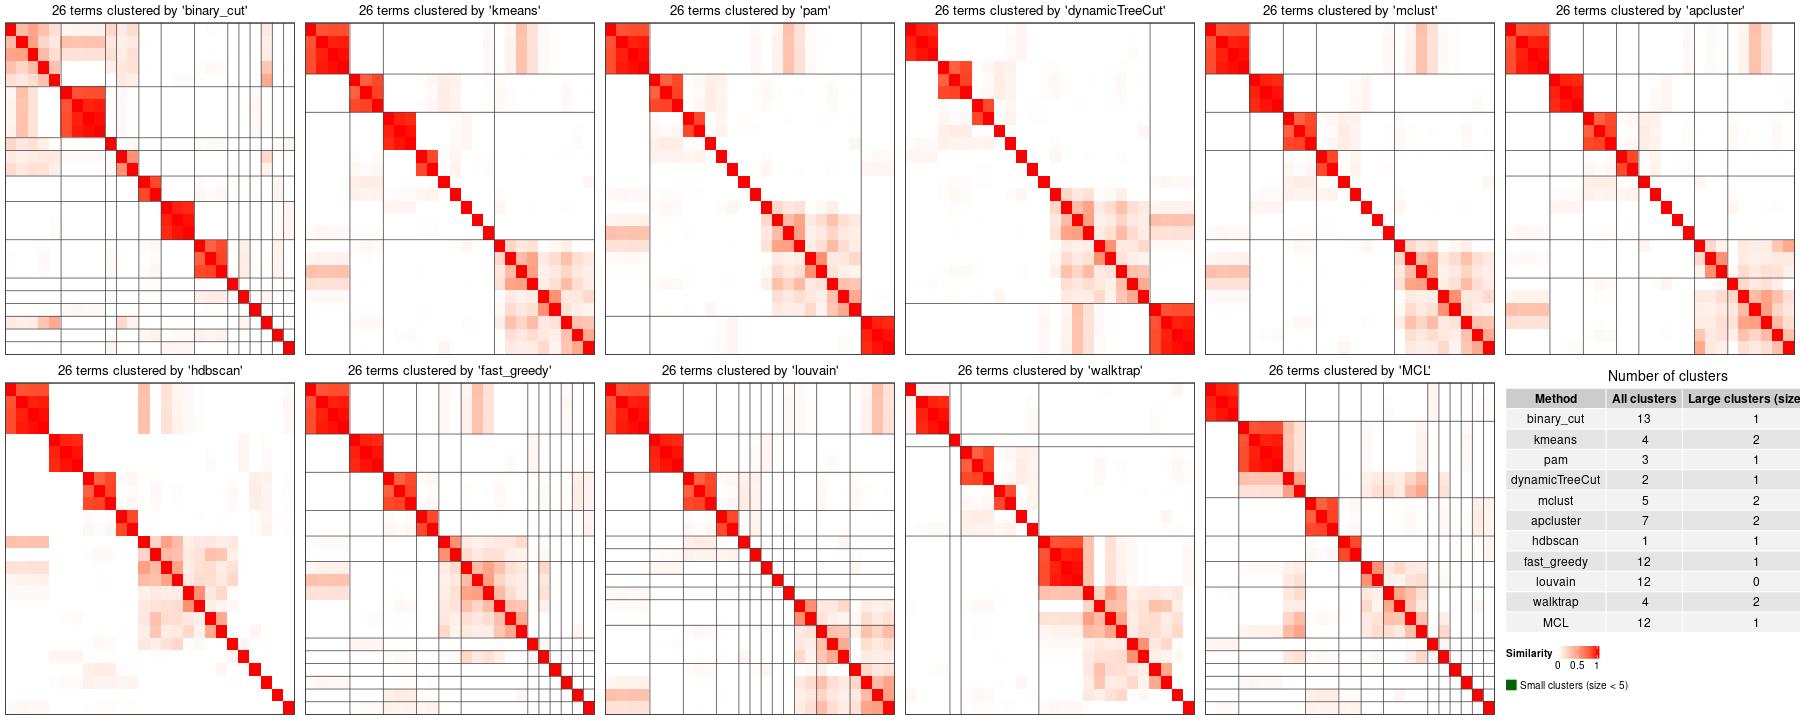 26 terms clustered by 'binary_cut'
26 terms clustered by 'kmeans'
26 terms clustered by 'pam'
26 terms clustered by 'dynamicTreeCut'
26 terms clustered by 'mclust'
26 terms clustered by 'apcluster'
26 terms clustered by 'hdbscan'
26 terms clustered by 'fast_greedy'
26 terms clustered by 'louvain'
26 terms clustered by 'walktrap'
26 terms clustered by 'MCL'
Number of clusters
Method All clusters Large clusters (size
binary_cut 13 1
kmeans 4 2
pam 3 1
dynamicTreeCut 2 1
mclust 5 2
apcluster 7 2
hdbscan 1 1
fast_greedy 12 1
louvain 12 0
walktrap 4 2
MCL 12 1
Similarity
0 0.5 1
Small clusters (size < 5)